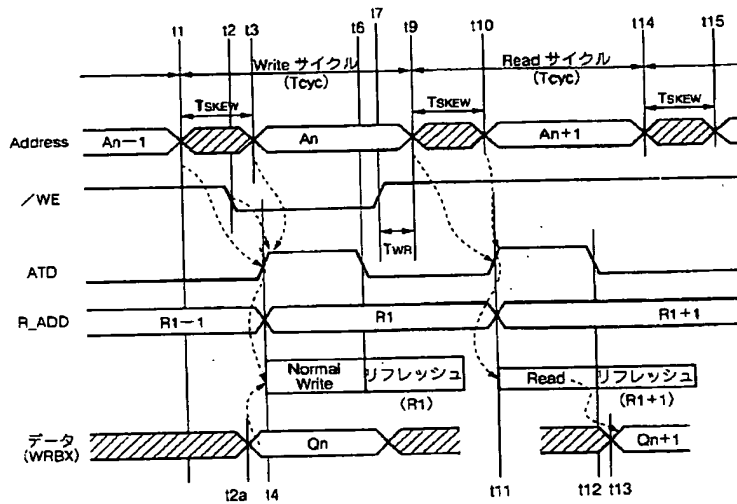 t1 t2 t3 t6 t7 t9 t10 t14 t15
Write サイクル Read サイクル
(Tcyc) (Tcyc)
TSKEW TSKEW TSKEW
Address An−1 An An+1
/WE
TWR
ATD
R_ADD R1−1 R1 R1+1
Normal Write リフレッシュ Read リフレッシュ
(R1) (R1+1)
データ (WRBX) Qn Qn+1
t2a t4 t11 t12 t13